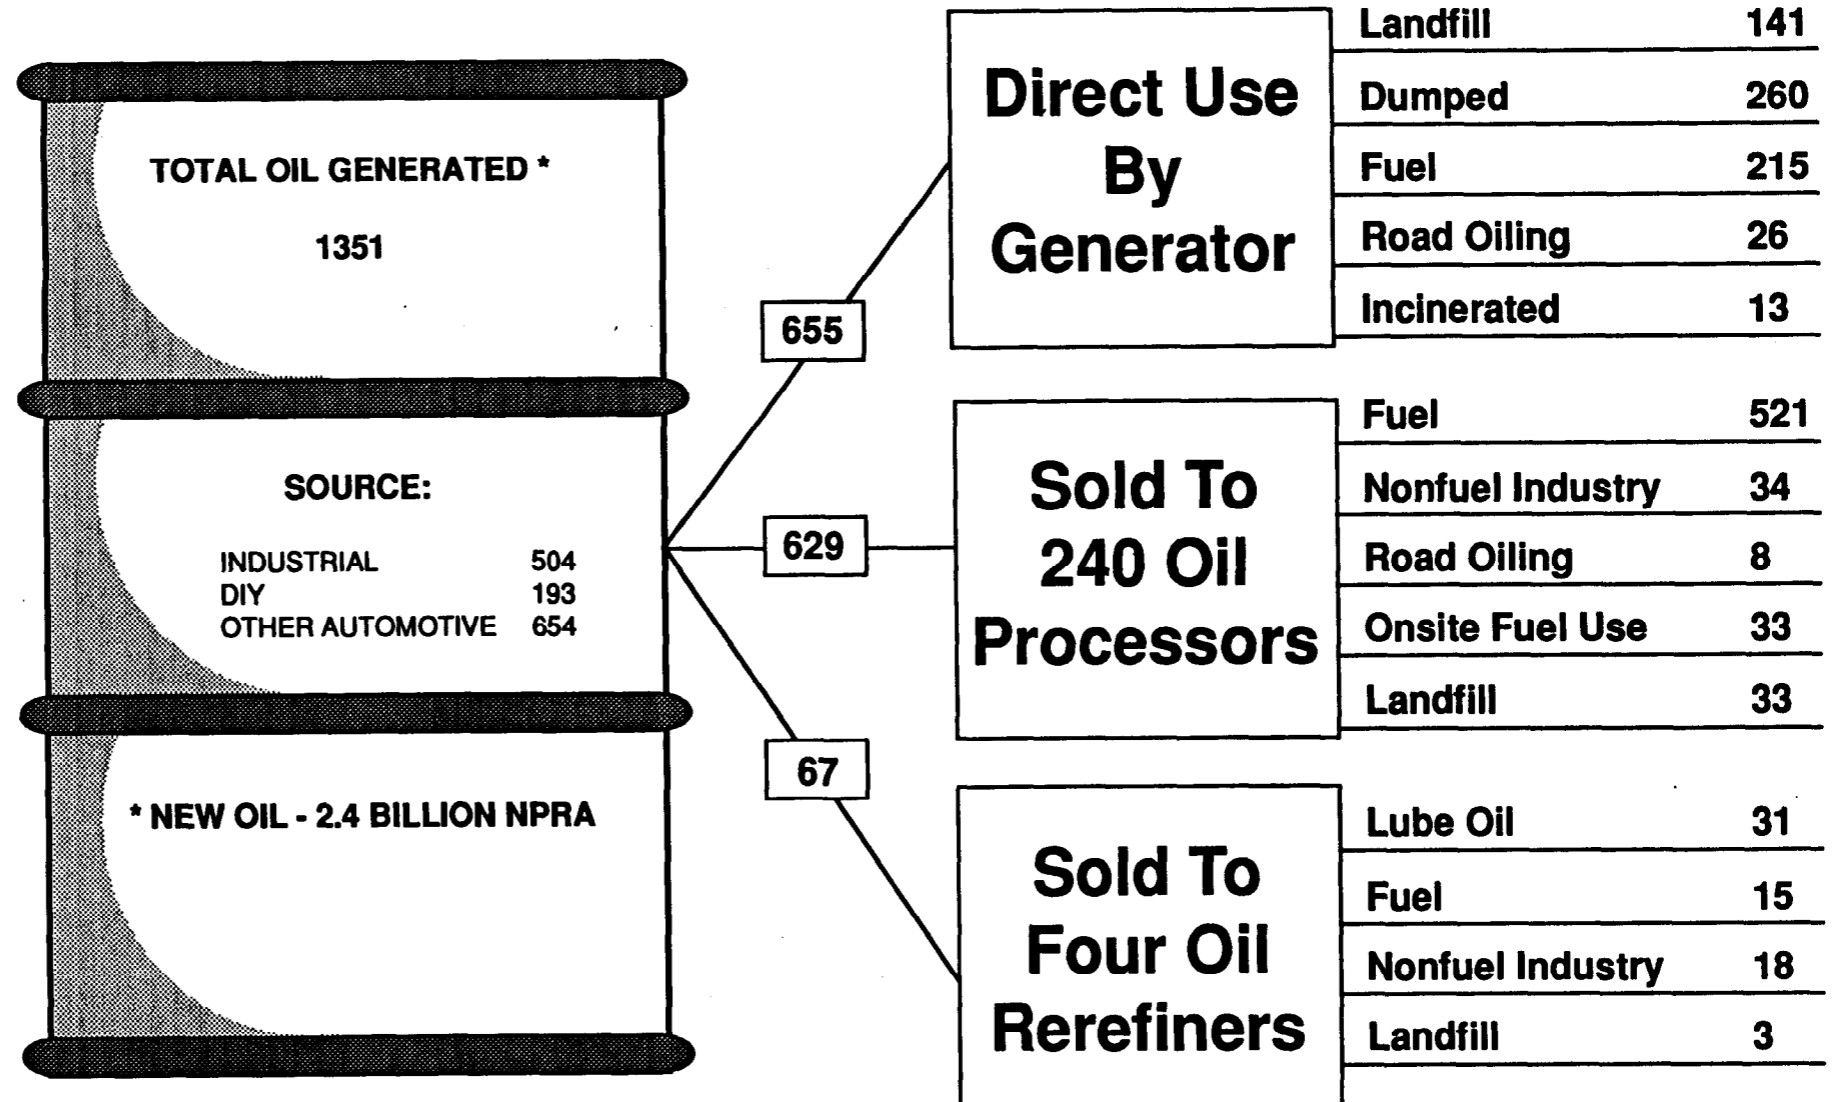 TOTAL OIL GENERATED *
1351
SOURCE:
INDUSTRIAL 504
DIY 193
OTHER AUTOMOTIVE 654
* NEW OIL - 2.4 BILLION NPRA
655
629
67
Direct Use
By
Generator
Landfill 141
Dumped 260
Fuel 215
Road Oiling 26
Incinerated 13
Sold To
240 Oil
Processors
Fuel 521
Nonfuel Industry 34
Road Oiling 8
Onsite Fuel Use 33
Landfill 33
Sold To
Four Oil
Rerefiners
Lube Oil 31
Fuel 15
Nonfuel Industry 18
Landfill 3